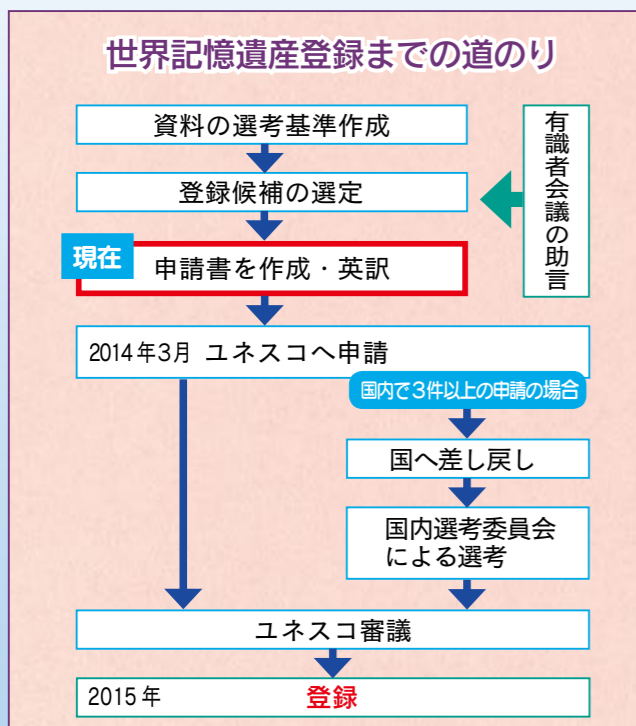 世界記憶遺産登録までの道のり
資料の選考基準作成
登録候補の選定
有識者会議の助言
現在
申請書を作成・英訳
2014年3月 ユネスコへ申請
国内で3件以上の申請の場合
国へ差し戻し
国内選考委員会
による選考
ユネスコ審議
2015年 登録